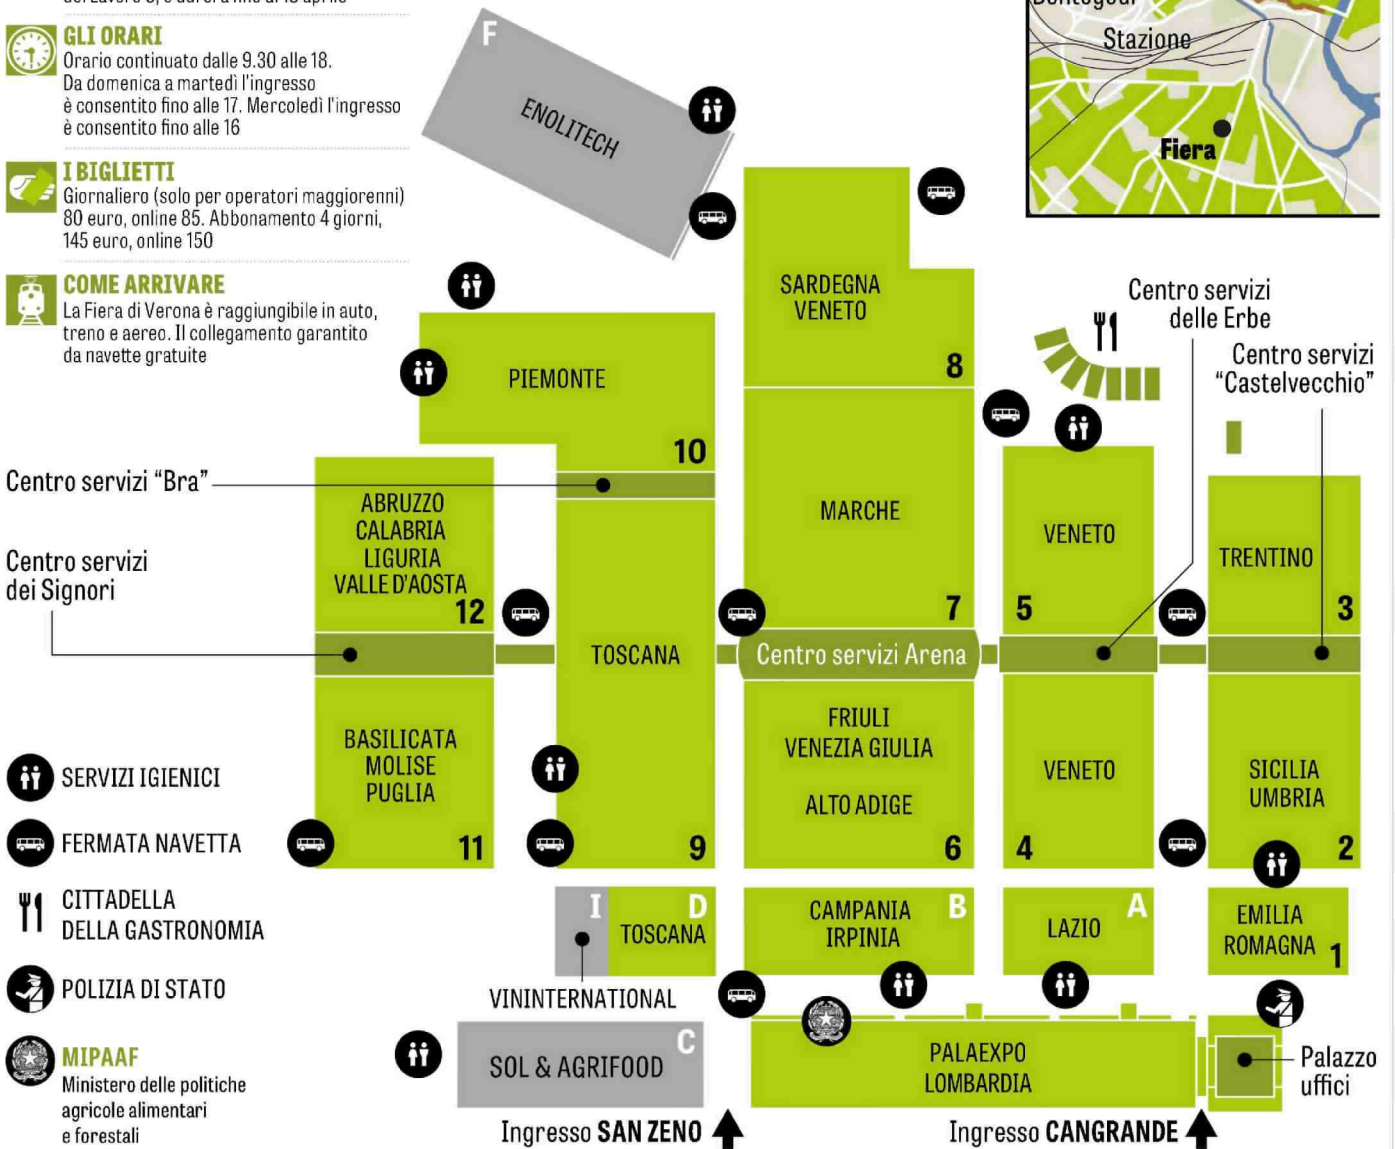 GLI ORARI
Orario continuato dalle 9.30 alle 18.
Da domenica a martedì l'ingresso
è consentito fino alle 17. Mercoledì l'ingresso
è consentito fino alle 16
I BIGLIETTI
Giornaliero (solo per operatori maggiorenni)
80 euro, online 85. Abbonamento 4 giorni,
145 euro, online 150
COME ARRIVARE
La Fiera di Verona è raggiungibile in auto,
treno e aereo. Il collegamento garantito
da navette gratuite
Stazione
Fiera
F
ENOLITECH
SARDEGNA
VENETO
8
Centro servizi
delle Erbe
Centro servizi
"Castelvecchio"
PIEMONTE
10
Centro servizi "Bra"
ABRUZZO
CALABRIA
LIGURIA
VALLE D'AOSTA
12
Centro servizi
dei Signori
MARCHE
7
VENETO
5
TRENTINO
3
TOSCANA
9
Centro servizi Arena
BASILICATA
MOLISE
PUGLIA
11
FRIULI
VENEZIA GIULIA
ALTO ADIGE
6
VENETO
4
SICILIA
UMBRIA
2
SERVIZI IGIENICI
FERMATA NAVETTA
CITTADELLA
DELLA GASTRONOMIA
POLIZIA DI STATO
MIPAAF
Ministero delle politiche
agricole alimentari
e forestali
I
D
TOSCANA
VININTERNATIONAL
CAMPANIA
IRPINIA
B
LAZIO
A
EMILIA
ROMAGNA
1
SOL & AGRIFOOD
C
PALAEXPO
LOMBARDIA
Palazzo
uffici
Ingresso SAN ZENO
Ingresso CANGRANDE